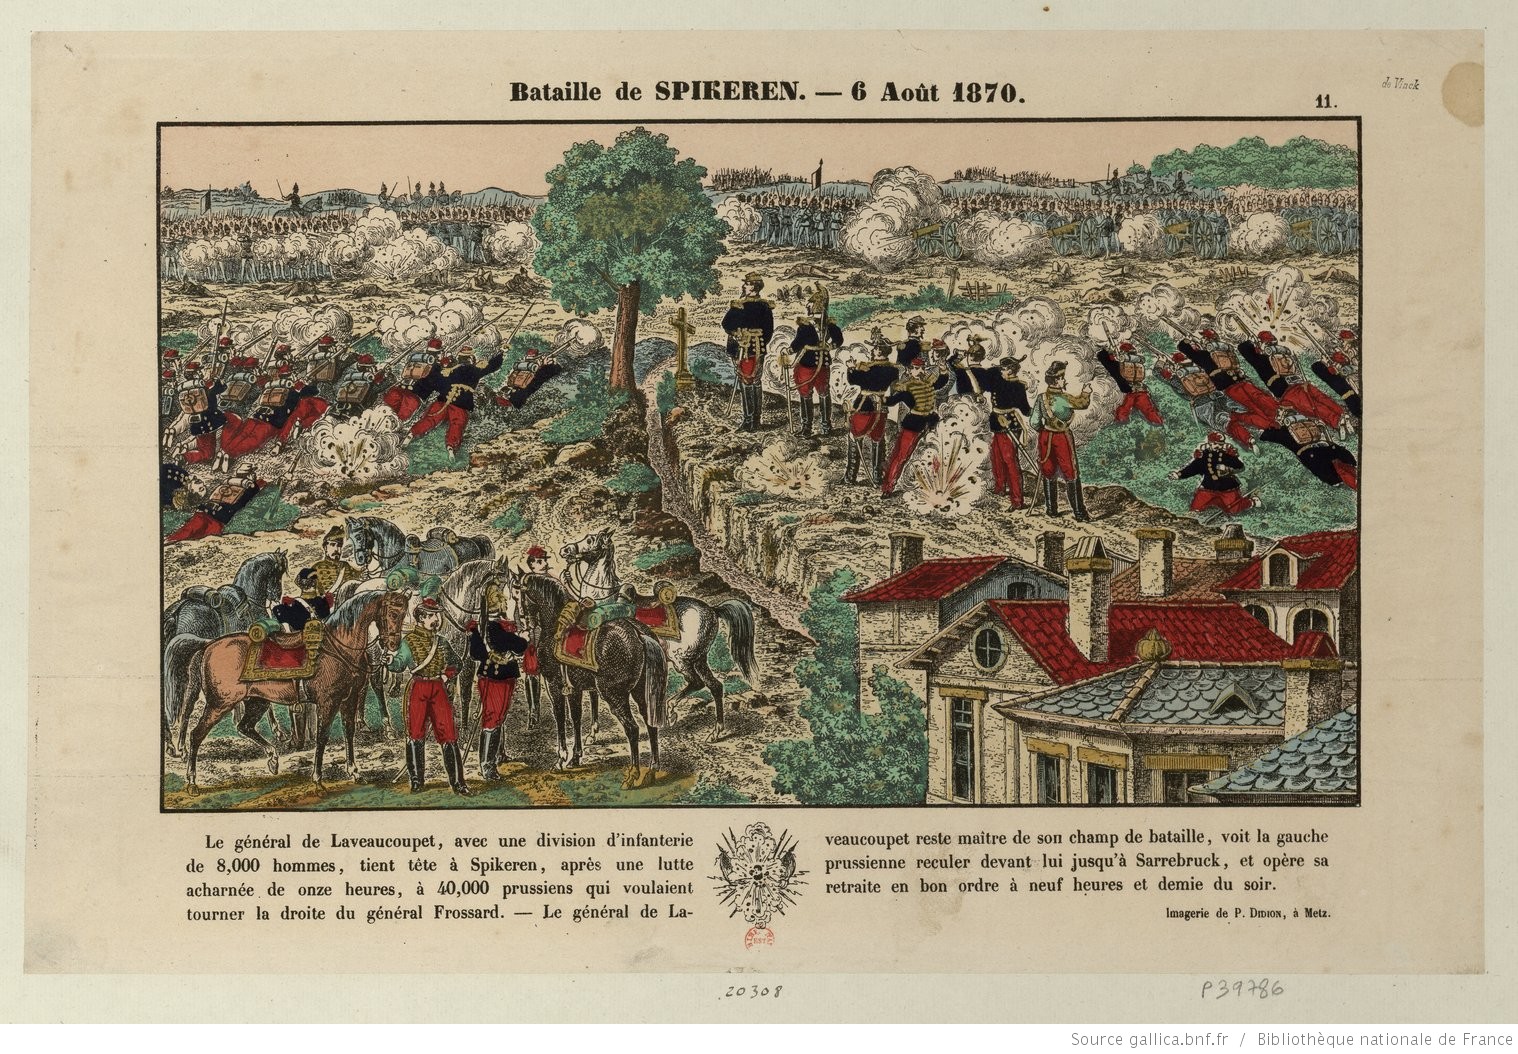 Bataille de SPIKEREN. — 6 Août 1870.
de Vinck
11.
Le général de Laveaucoupet, avec une division d'infanterie
de 8,000 hommes, tient tête à Spikeren, après une lutte
acharnée de onze heures, à 40,000 prussiens qui voulaient
tourner la droite du général Frossard. — Le général de La-
veaucoupet reste maître de son champ de bataille, voit la gauche
prussienne reculer devant lui jusqu'à Sarrebruck, et opère sa
retraite en bon ordre à neuf heures et demie du soir.
Imagerie de P. DIDION, à Metz.
20308
P39786
Source gallica.bnf.fr / Bibliothèque nationale de France